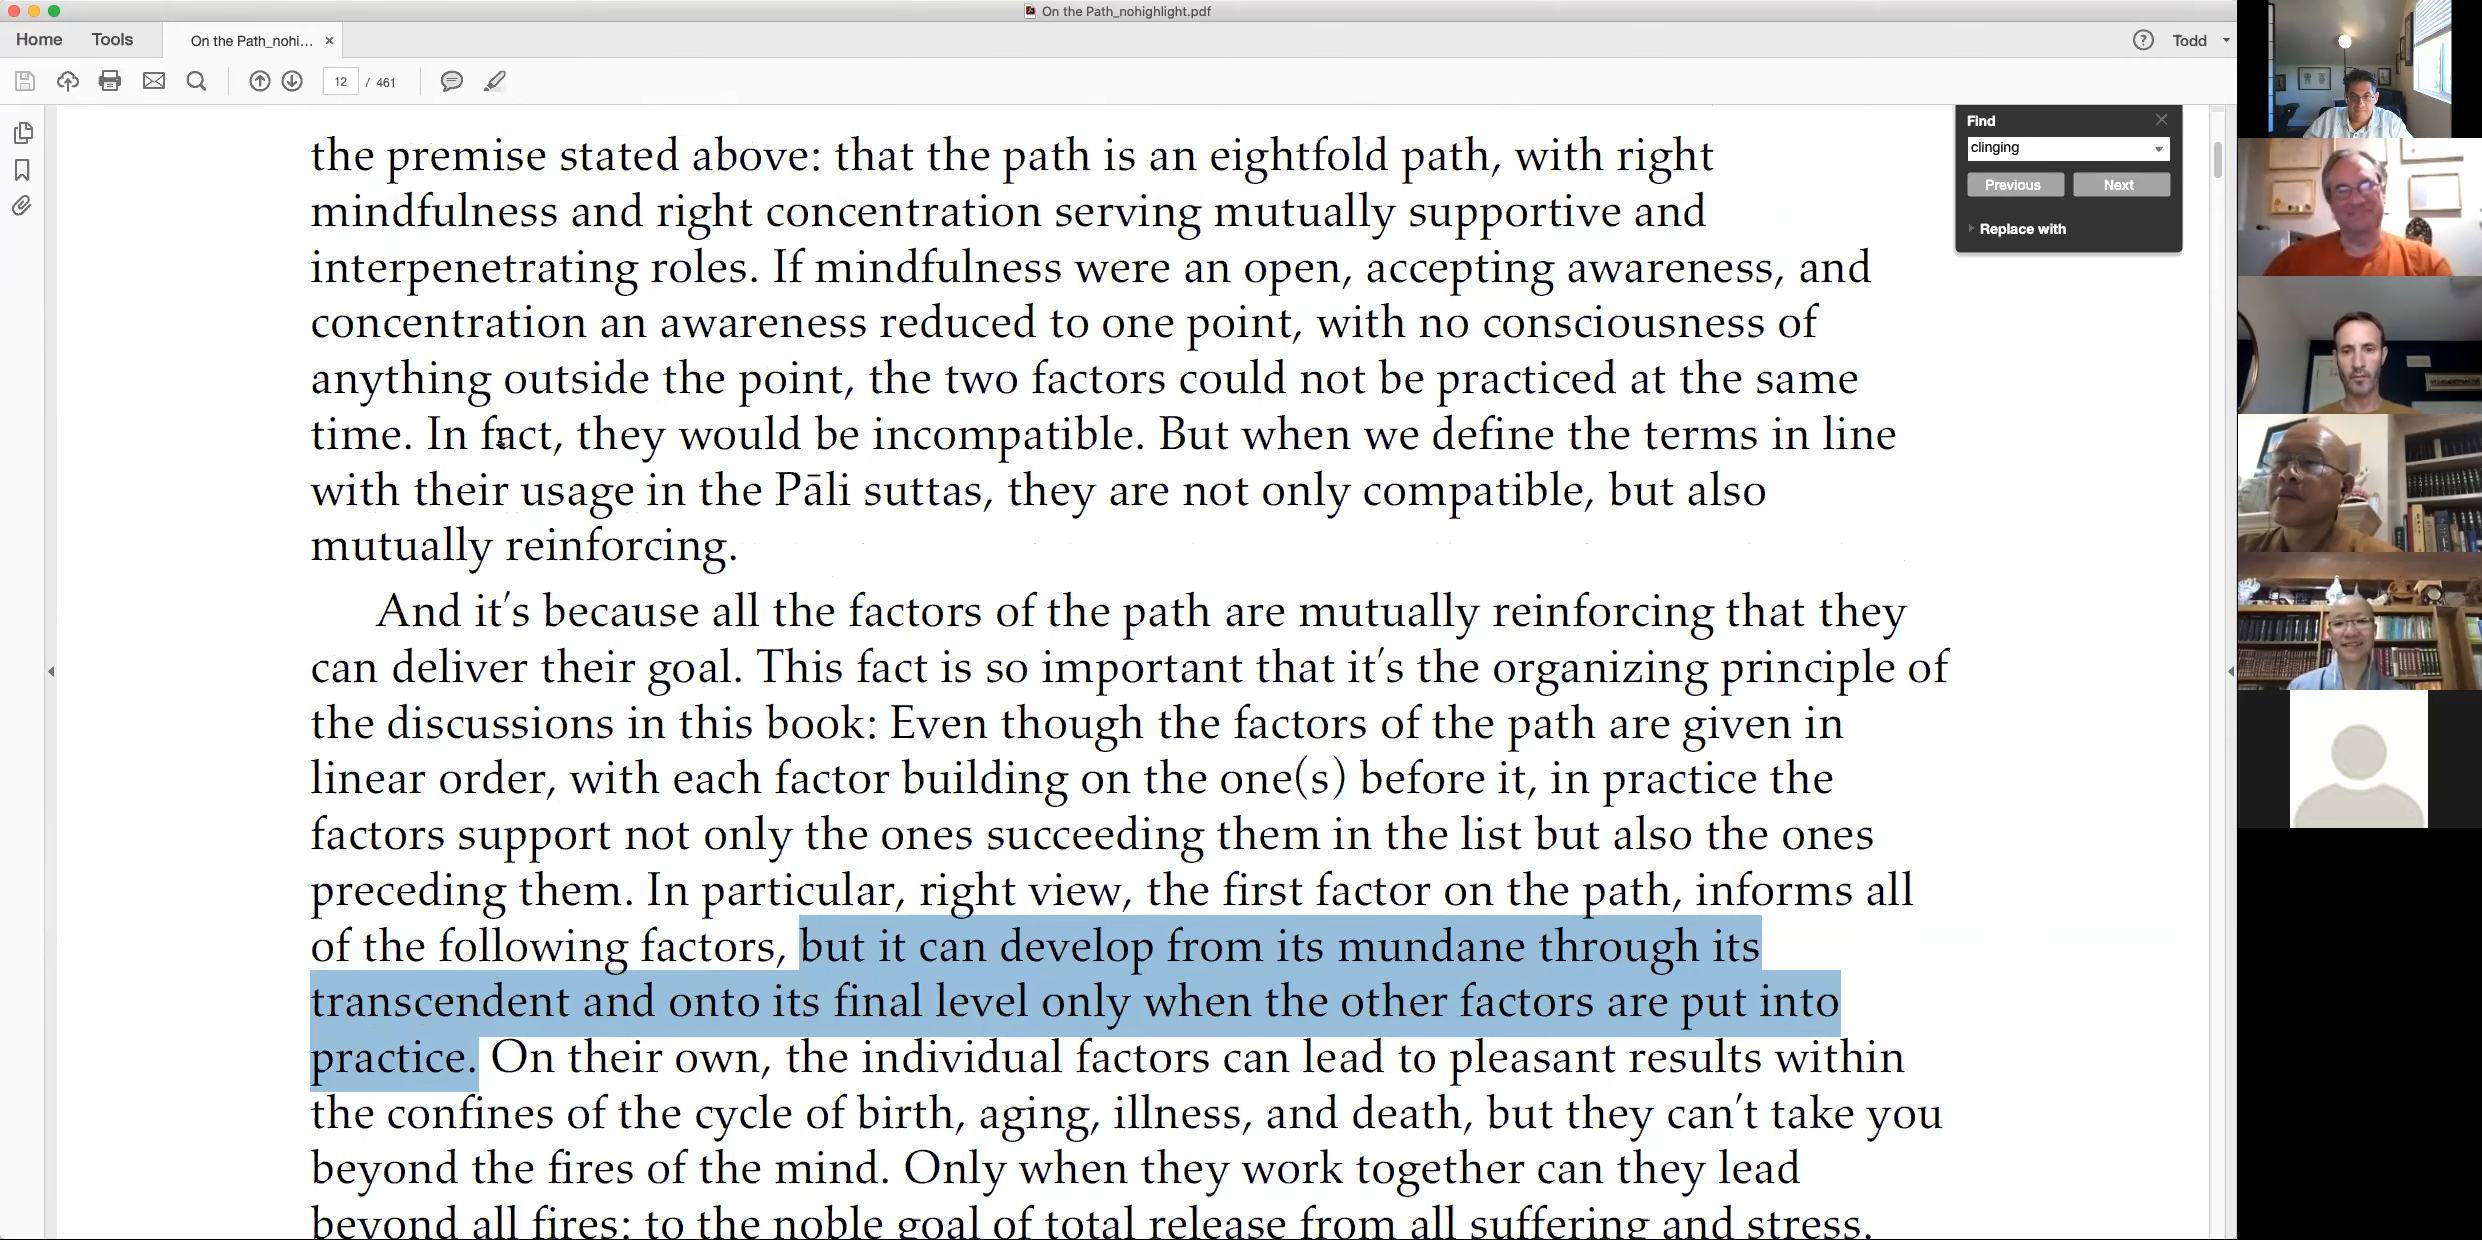 On the Path_nohighlight.pdf
Home Tools On the Path_nohi... × ? Todd
12 / 461
Find
clinging
Previous Next
Replace with
the premise stated above: that the path is an eightfold path, with right
mindfulness and right concentration serving mutually supportive and
interpenetrating roles. If mindfulness were an open, accepting awareness, and
concentration an awareness reduced to one point, with no consciousness of
anything outside the point, the two factors could not be practiced at the same
time. In fact, they would be incompatible. But when we define the terms in line
with their usage in the Pāli suttas, they are not only compatible, but also
mutually reinforcing.
And it's because all the factors of the path are mutually reinforcing that they
can deliver their goal. This fact is so important that it's the organizing principle of
the discussions in this book: Even though the factors of the path are given in
linear order, with each factor building on the one(s) before it, in practice the
factors support not only the ones succeeding them in the list but also the ones
preceding them. In particular, right view, the first factor on the path, informs all
of the following factors, but it can develop from its mundane through its
transcendent and onto its final level only when the other factors are put into
practice. On their own, the individual factors can lead to pleasant results within
the confines of the cycle of birth, aging, illness, and death, but they can't take you
beyond the fires of the mind. Only when they work together can they lead
beyond all fires: to the noble goal of total release from all suffering and stress.